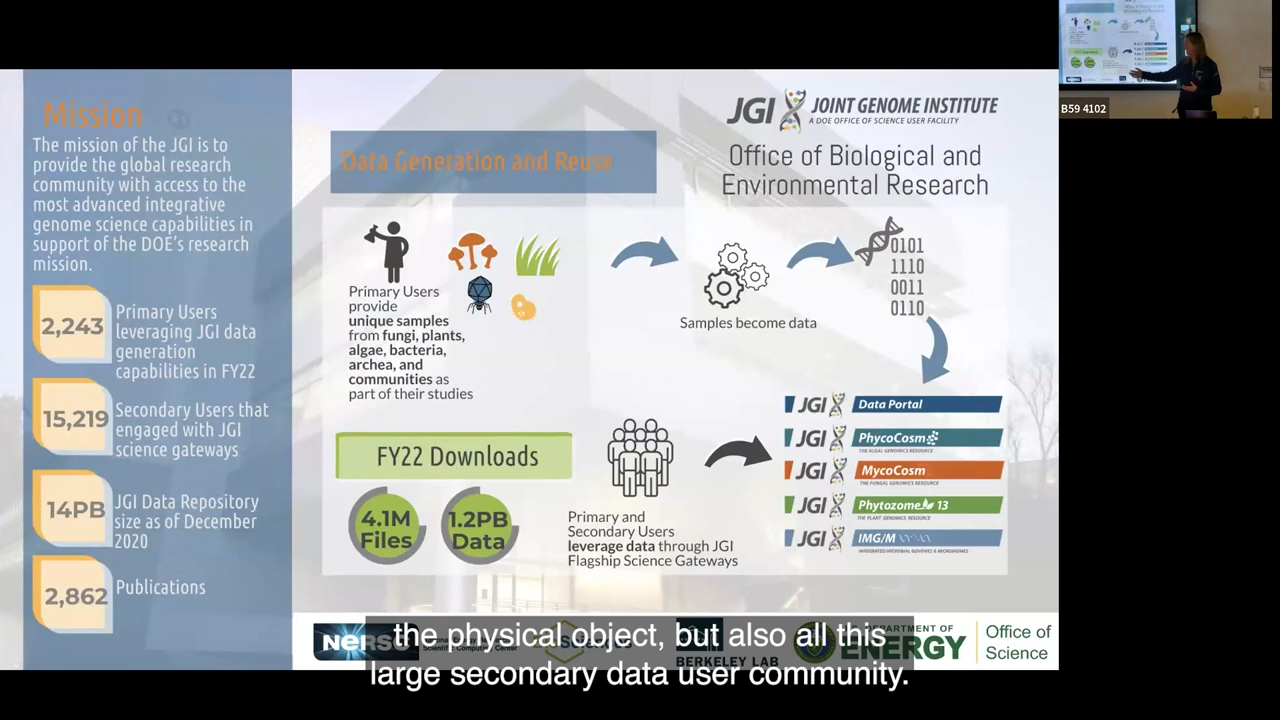 Mission
The mission of the JGI is to
provide the global research
community with access to the
most advanced integrative
genome science capabilities in
support of the DOE's research
mission.
2,243
Primary Users
leveraging JGI data
generation
capabilities in FY22
15,219
Secondary Users that
engaged with JGI
science gateways
14PB
JGI Data Repository
size as of December
2020
2,862
Publications
Data Generation and Reuse
JGI JOINT GENOME INSTITUTE
A DOE OFFICE OF SCIENCE USER FACILITY
Office of Biological and
Environmental Research
Primary Users
provide
unique samples
from fungi, plants,
algae, bacteria,
archea, and
communities as
part of their studies
Samples become data
0101
1110
0011
0110
FY22 Downloads
4.1M
Files
1.2PB
Data
Primary and
Secondary Users
leverage data through JGI
Flagship Science Gateways
JGI Data Portal
JGI PhycoCosm
THE ALGAL GENOMICS RESOURCE
JGI MycoCosm
THE FUNGAL GENOMICS RESOURCE
JGI Phytozome 13
THE PLANT GENOMICS RESOURCE
JGI IMG/M
INTEGRATED MICROBIAL GENOMES & MICROBIOMES
BERKELEY LAB
ENERGY
Office of
Science
the physical object, but also all this
large secondary data user community.
B59 4102